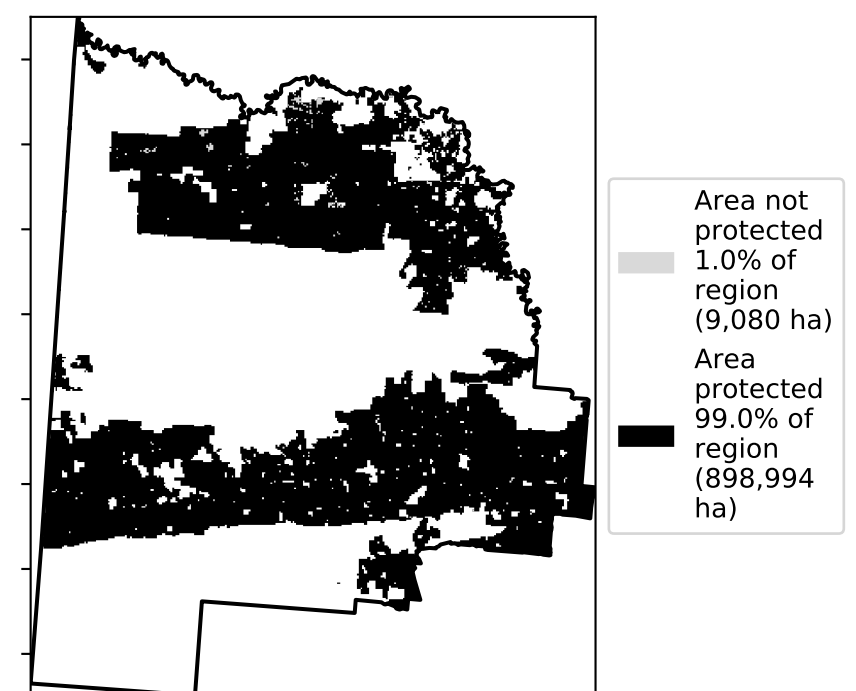 Area not
protected
1.0% of
region
(9,080 ha)
Area
protected
99.0% of
region
(898,994
ha)